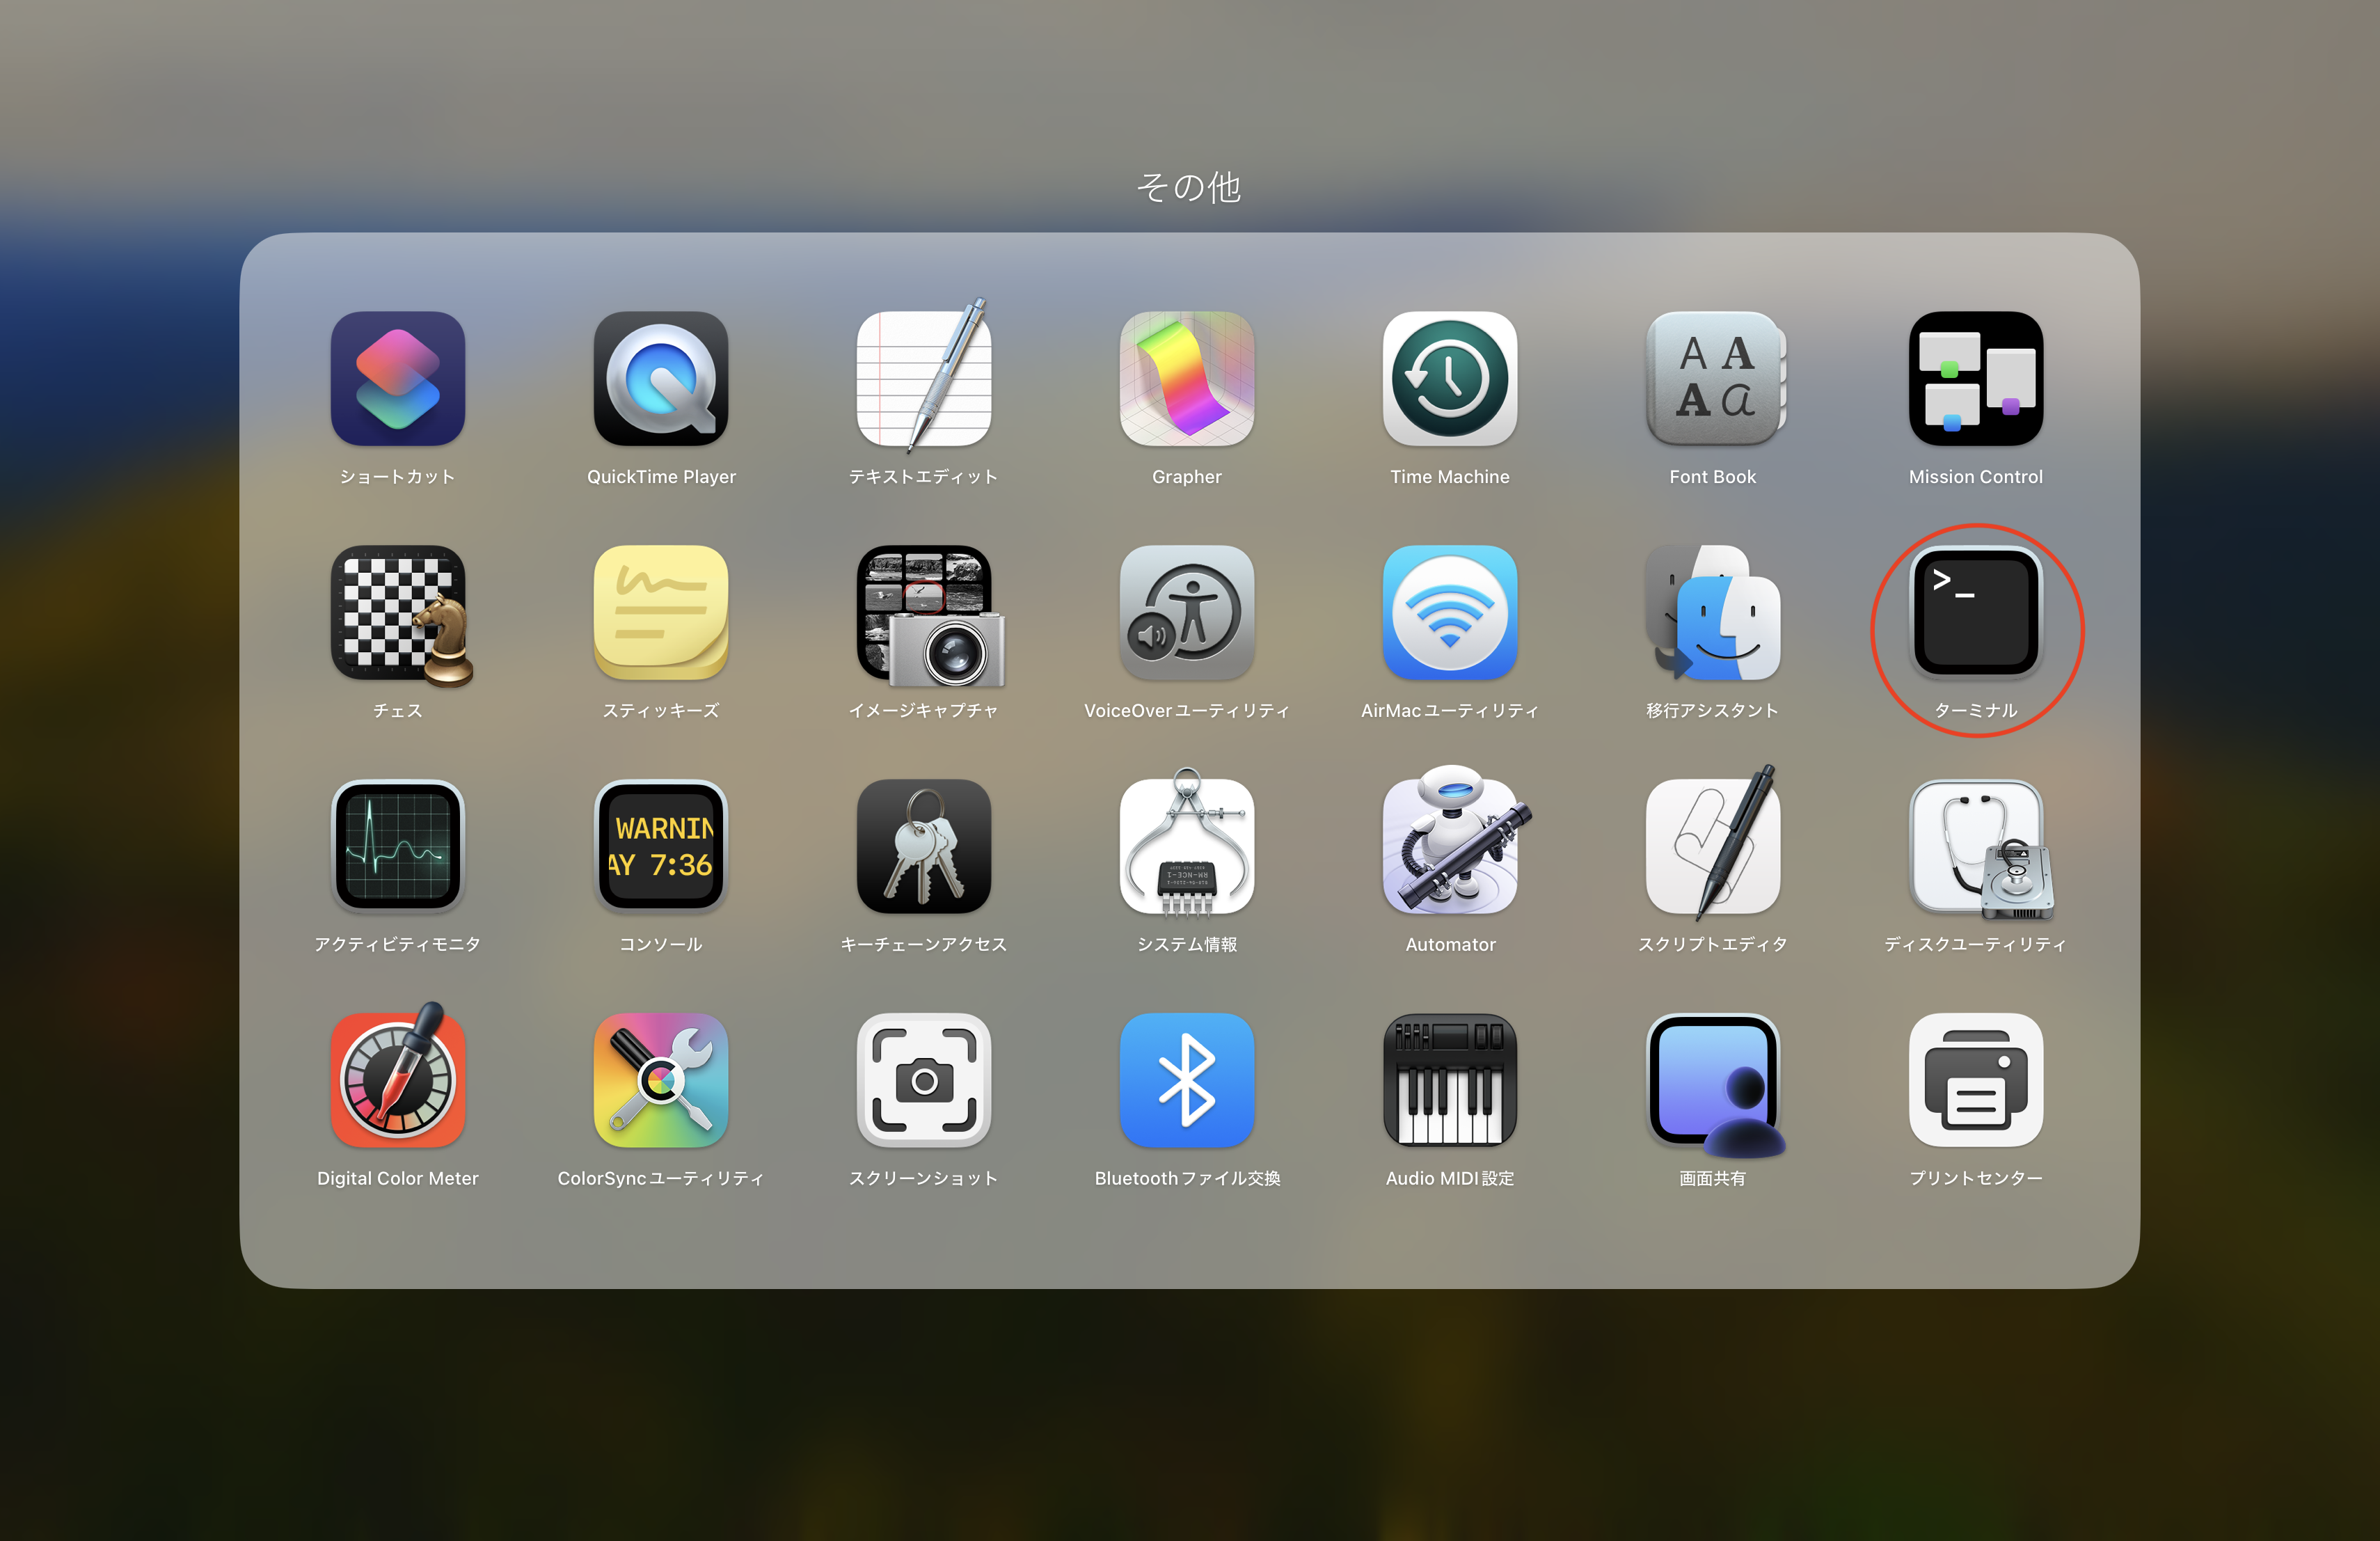 その他
ショートカット
QuickTime Player
テキストエディット
Grapher
Time Machine
Font Book
Mission Control
チェス
スティッキーズ
イメージキャプチャ
VoiceOverユーティリティ
AirMacユーティリティ
移行アシスタント
ターミナル
アクティビティモニタ
コンソール
キーチェーンアクセス
システム情報
Automator
スクリプトエディタ
ディスクユーティリティ
Digital Color Meter
ColorSyncユーティリティ
スクリーンショット
Bluetoothファイル交換
Audio MIDI設定
画面共有
プリントセンター
A A
A a
>_
WARNIN
AY 7:36
RM-NCE-1